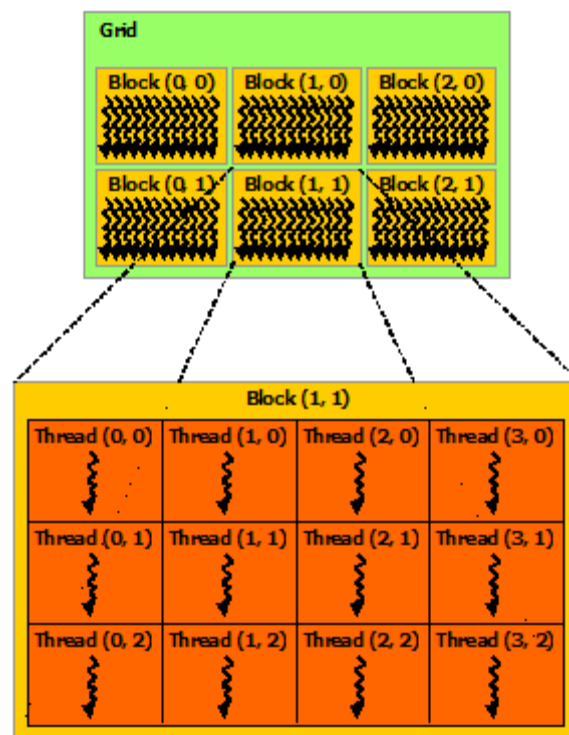 Grid
Block (0, 0) Block (1, 0) Block (2, 0)
Block (0, 1) Block (1, 1) Block (2, 1)
Block (1, 1)
Thread (0, 0) Thread (1, 0) Thread (2, 0) Thread (3, 0)
Thread (0, 1) Thread (1, 1) Thread (2, 1) Thread (3, 1)
Thread (0, 2) Thread (1, 2) Thread (2, 2) Thread (3, 2)